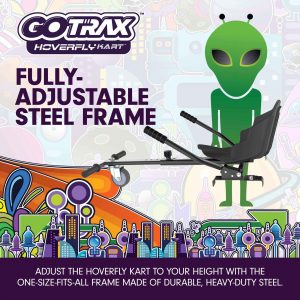 GOTRAX
HOVERFLY KART
FULLY-
ADJUSTABLE
STEEL FRAME
ADJUST THE HOVERFLY KART TO YOUR HEIGHT WITH THE
ONE-SIZE-FITS-ALL FRAME MADE OF DURABLE, HEAVY-DUTY STEEL.